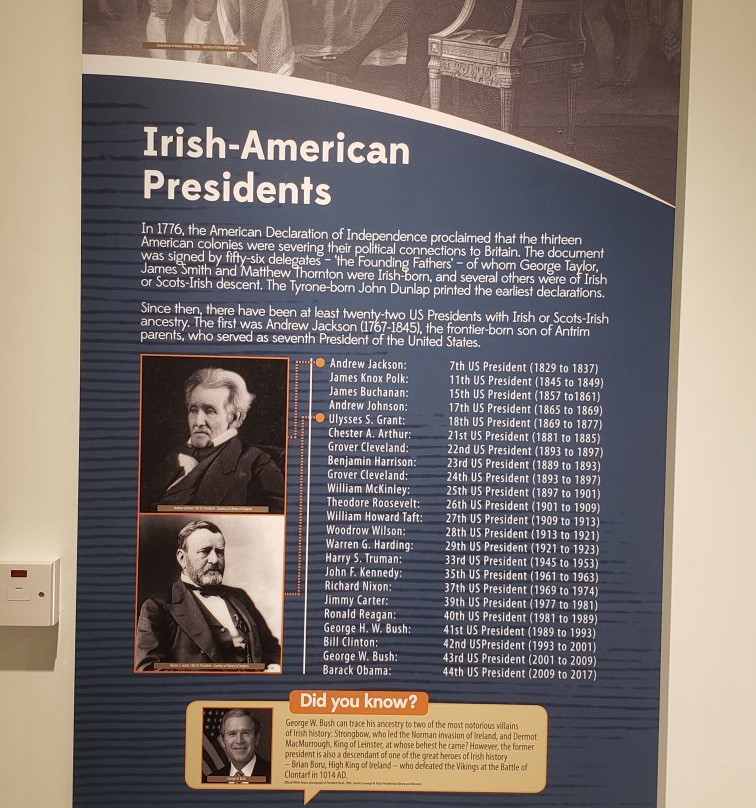 Irish-American
Presidents
In 1776, the American Declaration of Independence proclaimed that the thirteen
American colonies were severing their political connections to Britain. The document
was signed by fifty-six delegates – 'the Founding Fathers' – of whom George Taylor,
James Smith and Matthew Thornton were Irish-born, and several others were of Irish
or Scots-Irish descent. The Tyrone-born John Dunlap printed the earliest declarations.
Since then, there have been at least twenty-two US Presidents with Irish or Scots-Irish
ancestry. The first was Andrew Jackson (1767-1845), the frontier-born son of Antrim
parents, who served as seventh President of the United States.
Andrew Jackson: 7th US President (1829 to 1837)
James Knox Polk: 11th US President (1845 to 1849)
James Buchanan: 15th US President (1857 to1861)
Andrew Johnson: 17th US President (1865 to 1869)
Ulysses S. Grant: 18th US President (1869 to 1877)
Chester A. Arthur: 21st US President (1881 to 1885)
Grover Cleveland: 22nd US President (1893 to 1897)
Benjamin Harrison: 23rd US President (1889 to 1893)
Grover Cleveland: 24th US President (1893 to 1897)
William McKinley: 25th US President (1897 to 1901)
Theodore Roosevelt: 26th US President (1901 to 1909)
William Howard Taft: 27th US President (1909 to 1913)
Woodrow Wilson: 28th US President (1913 to 1921)
Warren G. Harding: 29th US President (1921 to 1923)
Harry S. Truman: 33rd US President (1945 to 1953)
John F. Kennedy: 35th US President (1961 to 1963)
Richard Nixon: 37th US President (1969 to 1974)
Jimmy Carter: 39th US President (1977 to 1981)
Ronald Reagan: 40th US President (1981 to 1989)
George H. W. Bush: 41st US President (1989 to 1993)
Bill Clinton: 42nd USPresident (1993 to 2001)
George W. Bush: 43rd US President (2001 to 2009)
Barack Obama: 44th US President (2009 to 2017)
Did you know?
George W. Bush can trace his ancestry to two of the most notorious villains
of Irish history: Strongbow, who led the Norman invasion of Ireland, and Dermot
MacMurrough, King of Leinster, at whose behest he came? However, the former
president is also a descendant of one of the great heroes of Irish history
– Brian Boru, High King of Ireland – who defeated the Vikings at the Battle of
Clontarf in 1014 AD.
George W. Bush